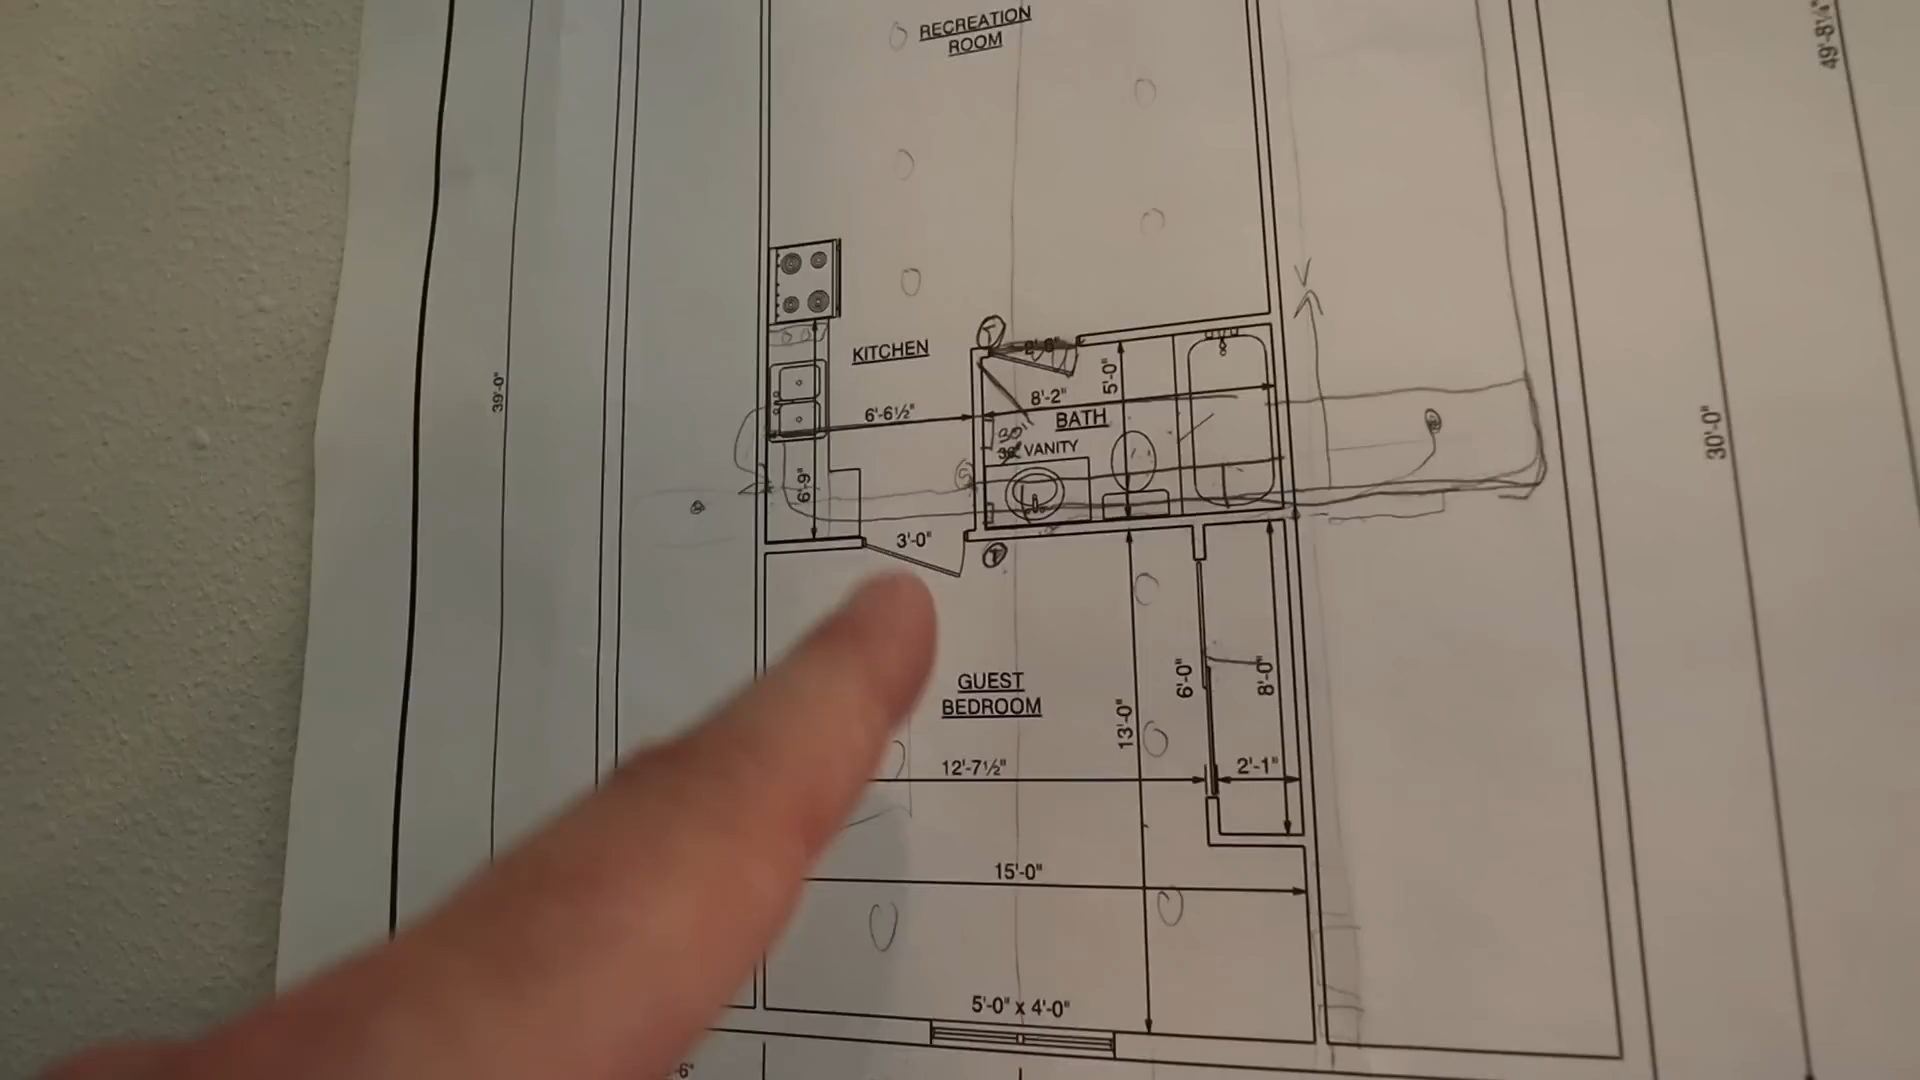 RECREATION
ROOM
49'-8¼"
39'-0"
KITCHEN
2'-6"
5'-0"
8'-2"
6'-6½"
BATH
30"
VANITY
30'-0"
6'-9"
3'-0"
GUEST
BEDROOM
6'-0"
8'-0"
13'-0"
12'-7½"
2'-1"
15'-0"
5'-0" x 4'-0"
-6"